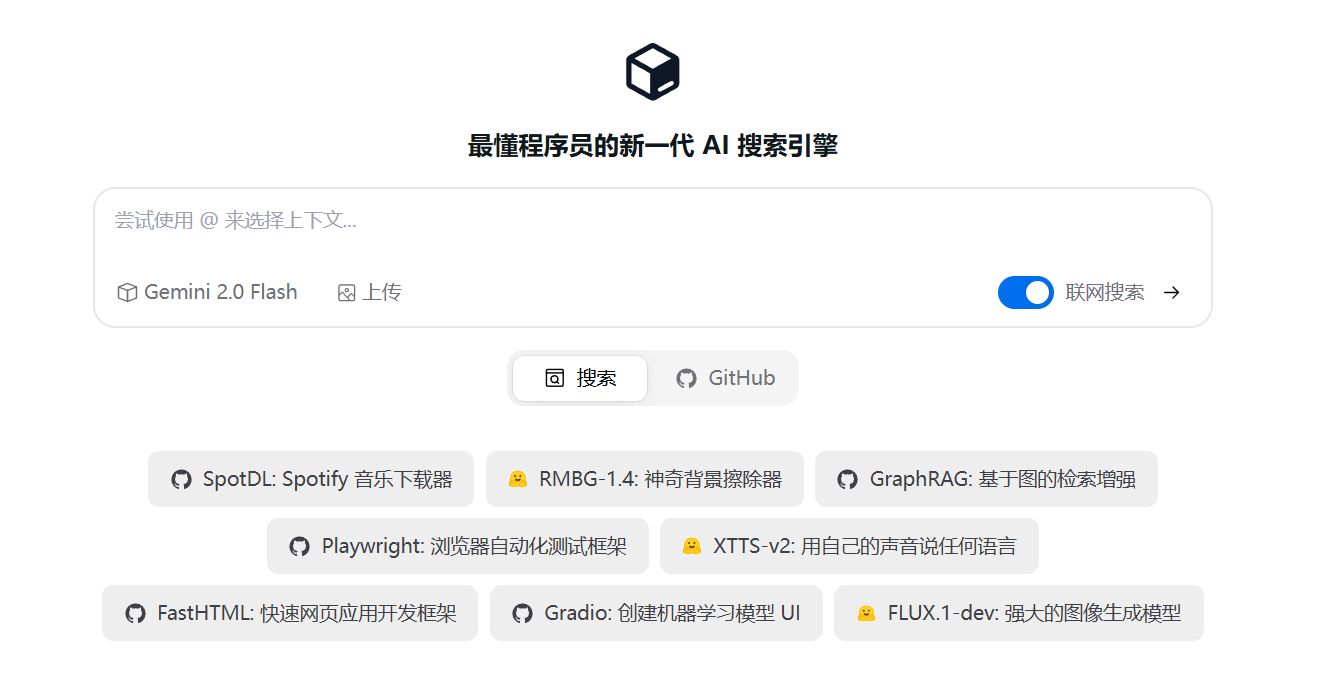 最懂程序员的新一代 AI 搜索引擎
尝试使用 @ 来选择上下文...
Gemini 2.0 Flash 上传 联网搜索
搜索 GitHub
SpotDL: Spotify 音乐下载器 RMBG-1.4: 神奇背景擦除器 GraphRAG: 基于图的检索增强
Playwright: 浏览器自动化测试框架 XTTS-v2: 用自己的声音说任何语言
FastHTML: 快速网页应用开发框架 Gradio: 创建机器学习模型 UI FLUX.1-dev: 强大的图像生成模型